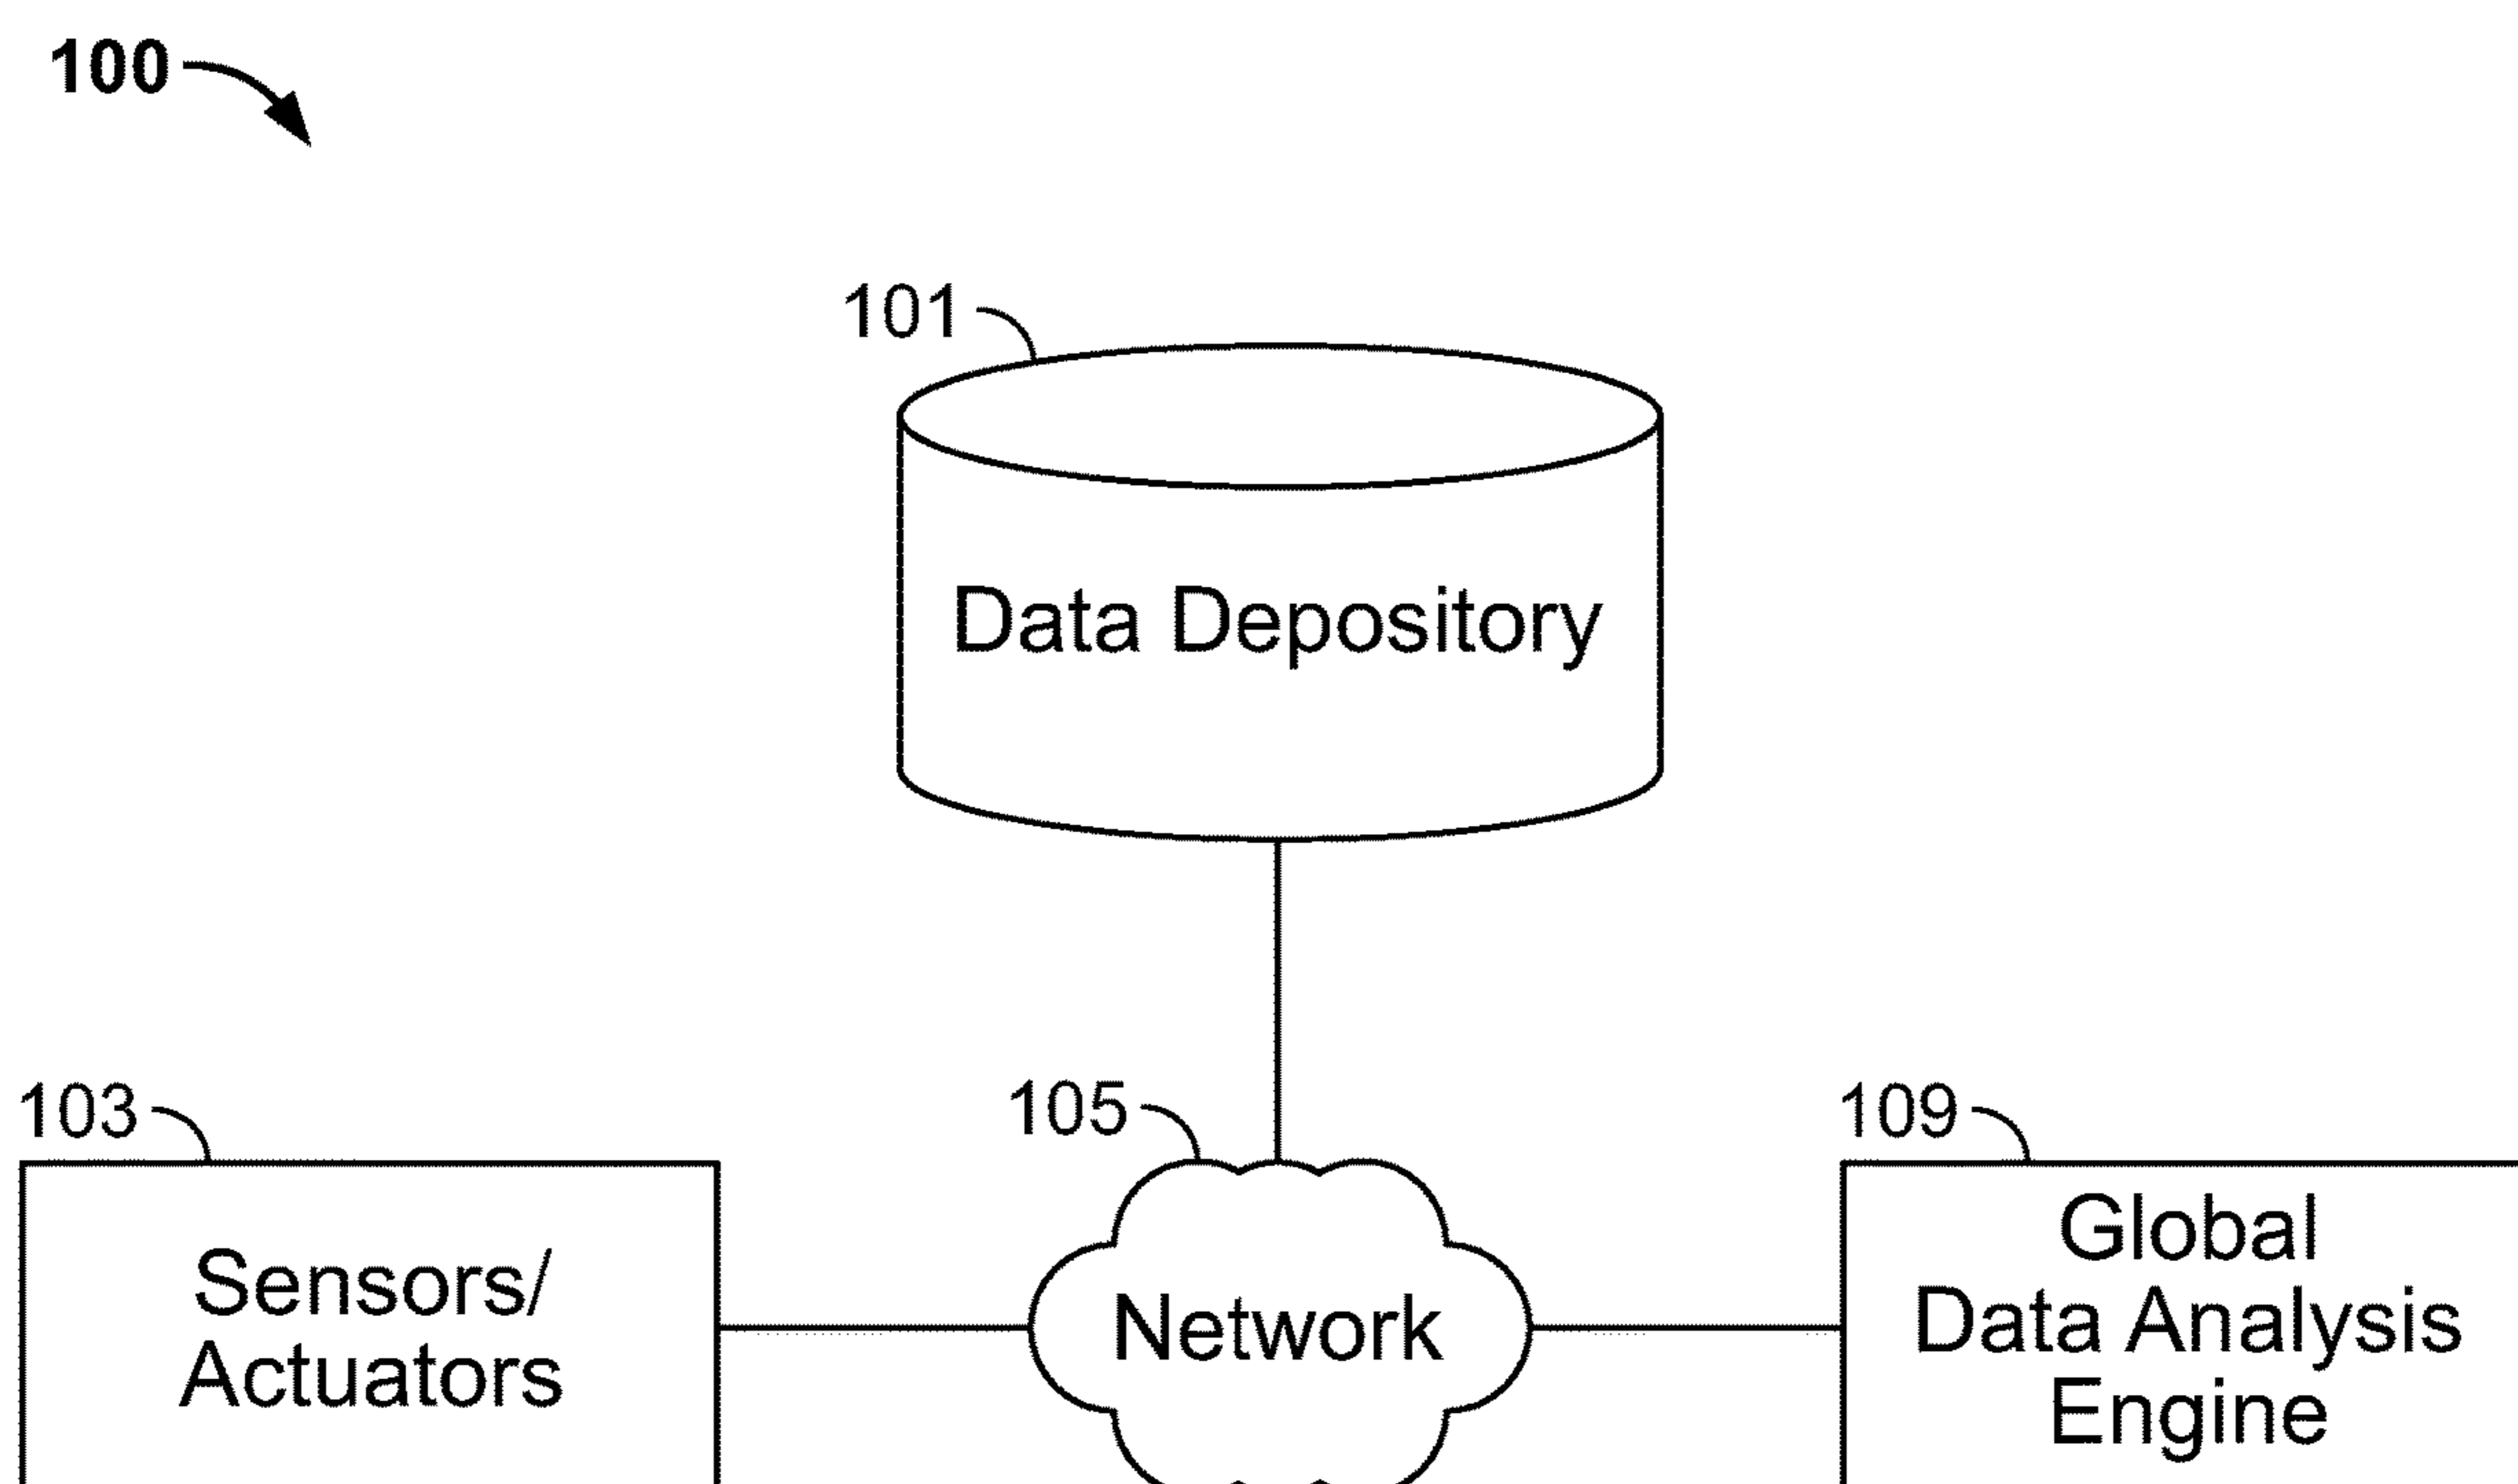 100
101
Data Depository
103
105
109
Sensors/
Actuators
Network
Global
Data Analysis
Engine